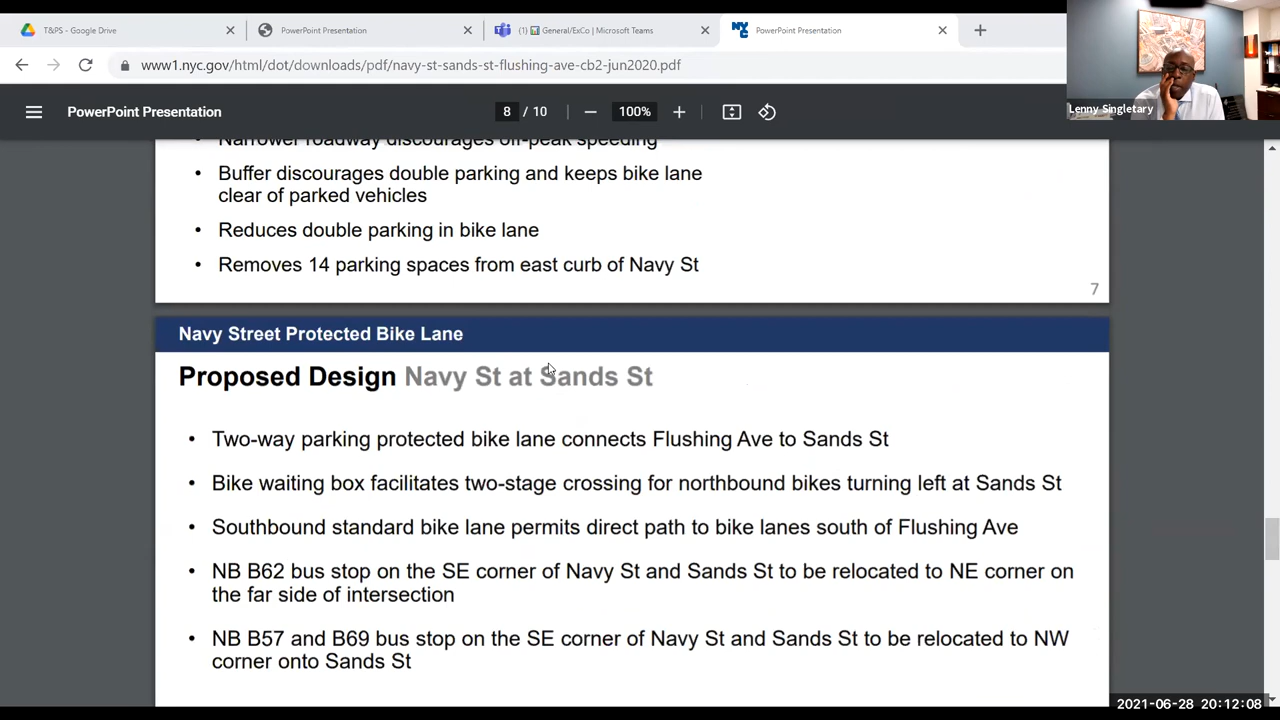 T&PS - Google Drive
PowerPoint Presentation
(1) General/ExCo | Microsoft Teams
NYC
PowerPoint Presentation
www1.nyc.gov/html/dot/downloads/pdf/navy-st-sands-st-flushing-ave-cb2-jun2020.pdf
Lenny Singletary
PowerPoint Presentation
8 / 10
100%
Narrower roadway discourages off-peak speeding
• Buffer discourages double parking and keeps bike lane
clear of parked vehicles
• Reduces double parking in bike lane
• Removes 14 parking spaces from east curb of Navy St
7
Navy Street Protected Bike Lane
Proposed Design Navy St at Sands St
• Two-way parking protected bike lane connects Flushing Ave to Sands St
• Bike waiting box facilitates two-stage crossing for northbound bikes turning left at Sands St
• Southbound standard bike lane permits direct path to bike lanes south of Flushing Ave
• NB B62 bus stop on the SE corner of Navy St and Sands St to be relocated to NE corner on
the far side of intersection
• NB B57 and B69 bus stop on the SE corner of Navy St and Sands St to be relocated to NW
corner onto Sands St
2021-06-28 20:12:08